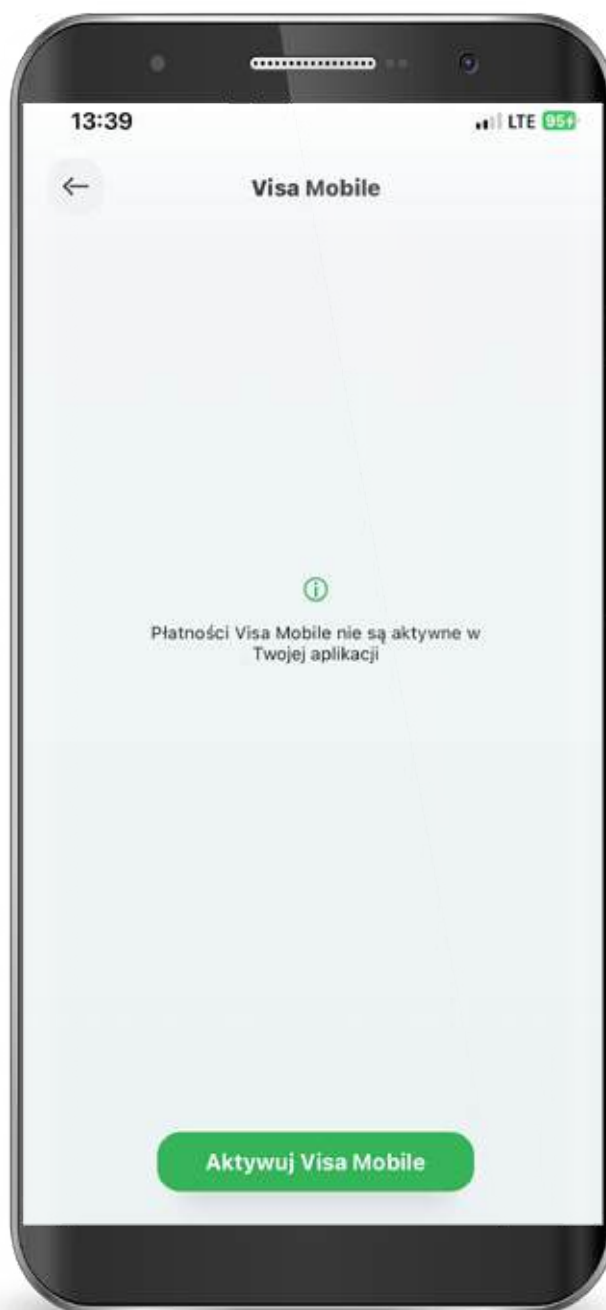 13:39
LTE 95
Visa Mobile
Płatności Visa Mobile nie są aktywne w
Twojej aplikacji
Aktywuj Visa Mobile